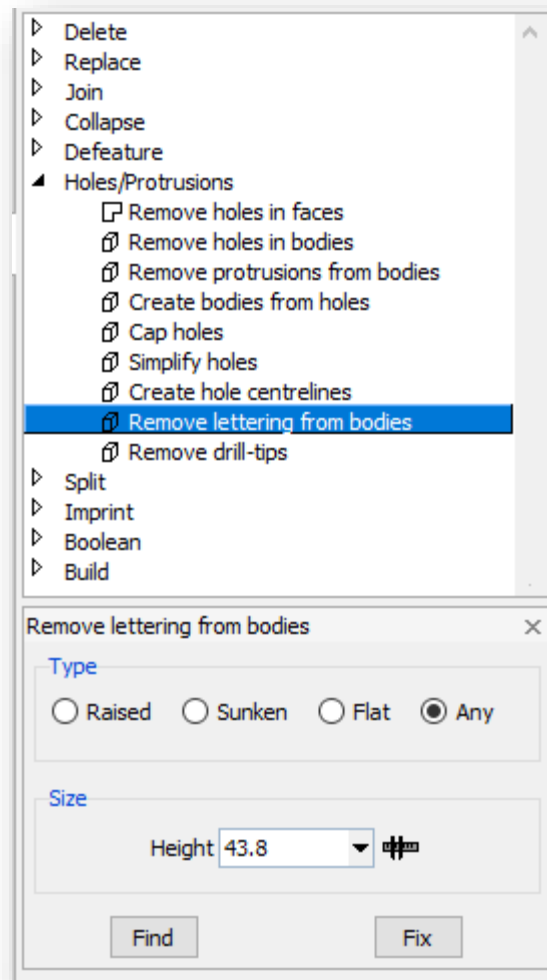 Delete
Replace
Join
Collapse
Defeature
Holes/Protrusions
Remove holes in faces
Remove holes in bodies
Remove protrusions from bodies
Create bodies from holes
Cap holes
Simplify holes
Create hole centrelines
Remove lettering from bodies
Remove drill-tips
Split
Imprint
Boolean
Build
Remove lettering from bodies
Type
Raised Sunken Flat Any
Size
Height 43.8
Find Fix